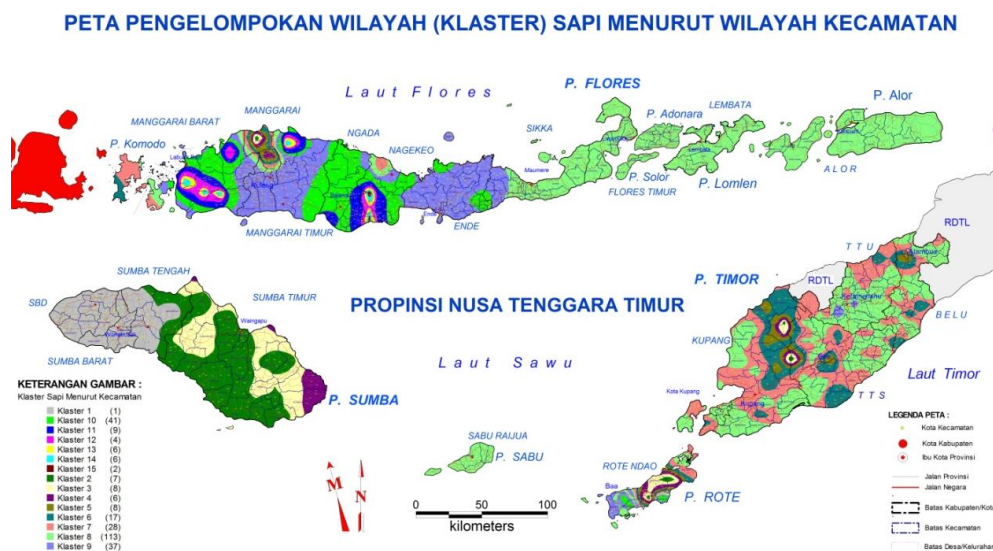 PETA PENGELOMPOKAN WILAYAH (KLASTER) SAPI MENURUT WILAYAH KECAMATAN
Laut Flores
P. FLORES
P. Alor
MANGGARAI
LEMBATA
P. Adonara
MANGGARAI BARAT
NGADA
SIKKA
P. Komodo
NAGEKEO
Maumere
P. Solor
ALOR
FLORES TIMUR
P. Lomlen
MANGGARAI TIMUR
Ende
ENDE
RDTL
TTU
SUMBA TENGAH
P. TIMOR
RDTL
SUMBA TIMUR
SBD
PROPINSI NUSA TENGGARA TIMUR
BELU
Waingapu
KUPANG
SUMBA BARAT
Laut Sawu
Laut Timor
KETERANGAN GAMBAR :
Klaster Sapi Menurut Kecamatan
Klaster 1 (1)
Klaster 10 (41)
Klaster 11 (9)
Klaster 12 (4)
Klaster 13 (6)
Klaster 14 (6)
Klaster 15 (2)
Klaster 2 (7)
Klaster 3 (8)
Klaster 4 (6)
Klaster 5 (8)
Klaster 6 (17)
Klaster 7 (28)
Klaster 8 (113)
Klaster 9 (37)
P. SUMBA
Kota Kupang
TTS
SABU RAIJUA
P. SABU
ROTE NDAO
Baa
P. ROTE
M N
0 50 100
kilometers
LEGENDA PETA :
Kota Kecamatan
Kota Kabupaten
Ibu Kota Provinsi
Jalan Provinsi
Jalan Negara
Batas Kabupaten/Kota
Batas Kecamatan
Batas Desa/Kelurahan